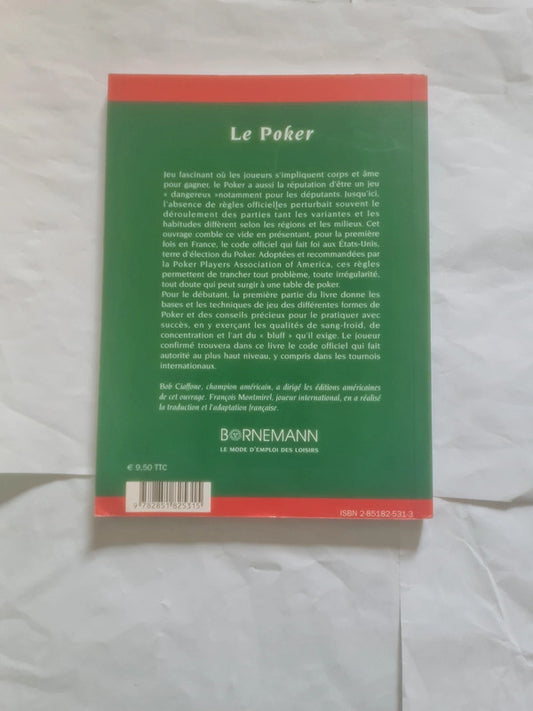 Le Poker
Jeu fascinant où les joueurs s'impliquent corps et âme
pour gagner, le Poker a aussi la réputation d'être un jeu
« dangereux »notamment pour les députants. Jusqu'ici,
l'absence de règles officielles perturbait souvent le
déroulement des parties tant les variantes et les
habitudes diffèrent selon les régions et les milieux. Cet
ouvrage comble ce vide en présentant, pour la première
fois en France, le code officiel qui fait foi aux États-Unis,
terre d'élection du Poker. Adoptées et recommandées par
la Poker Players Association of America, ces règles
permettent de trancher tout problème, toute irrégularité,
tout doute qui peut surgir à une table de poker.
Pour le débutant, la première partie du livre donne les
bases et les techniques de jeu des différentes formes de
Poker et des conseils précieux pour le pratiquer avec
succès, en y exerçant les qualités de sang-froid, de
concentration et l'art du « bluff » qu'il exige. Le joueur
confirmé trouvera dans ce livre le code officiel qui fait
autorité au plus haut niveau, y compris dans les tournois
internationaux.
Bob Ciaffone, champion américain, a dirigé les éditions américaines
de cet ouvrage. François Montmirel, joueur international, en a réalisé
la traduction et l'adaptation française.
BORNEMANN
LE MODE D'EMPLOI DES LOISIRS
€ 9,50 TTC
9 782851 825315
ISBN 2-85182-531-3